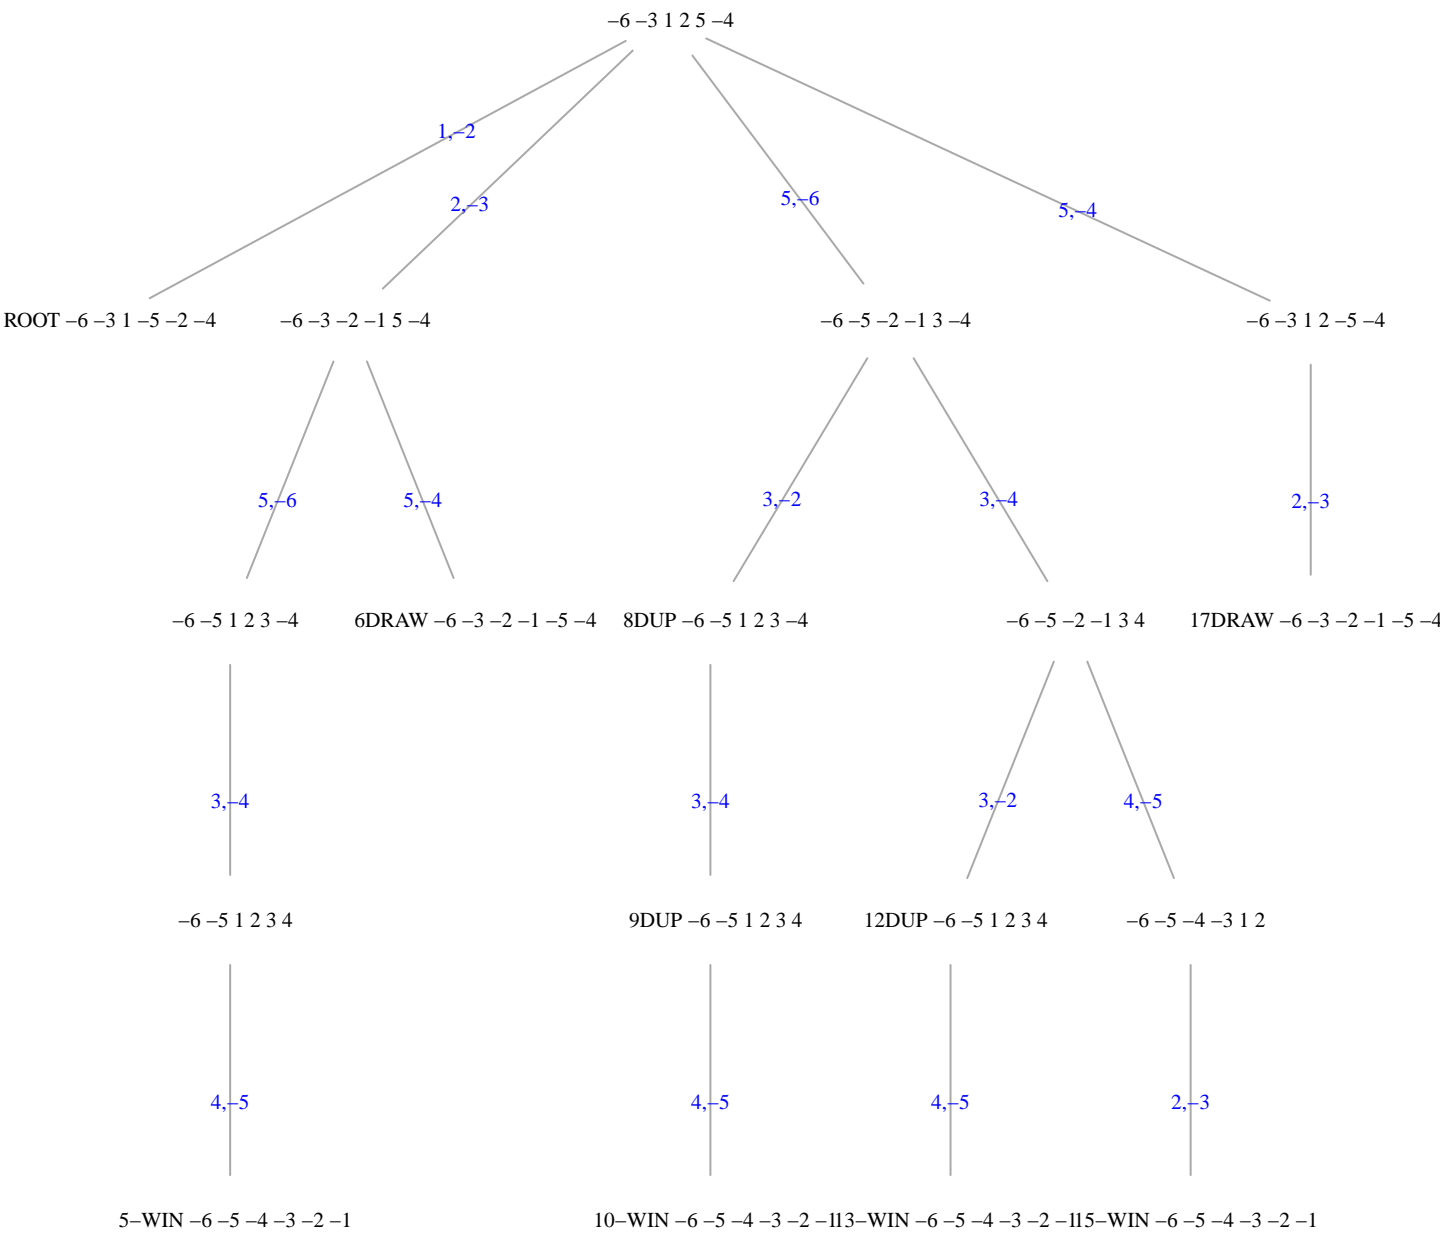 −6 −3 1 2 5 −4
1,−2
2,−3
5,−6
5,−4
ROOT −6 −3 1 −5 −2 −4
−6 −3 −2 −1 5 −4
−6 −5 −2 −1 3 −4
−6 −3 1 2 −5 −4
5,−6
5,−4
3,−2
3,−4
2,−3
−6 −5 1 2 3 −4
6DRAW −6 −3 −2 −1 −5 −4
8DUP −6 −5 1 2 3 −4
−6 −5 −2 −1 3 4
17DRAW −6 −3 −2 −1 −5 −4
3,−4
3,−4
3,−2
4,−5
−6 −5 1 2 3 4
9DUP −6 −5 1 2 3 4
12DUP −6 −5 1 2 3 4
−6 −5 −4 −3 1 2
4,−5
4,−5
4,−5
2,−3
5−WIN −6 −5 −4 −3 −2 −1
10−WIN −6 −5 −4 −3 −2 −1
13−WIN −6 −5 −4 −3 −2 −1
15−WIN −6 −5 −4 −3 −2 −1